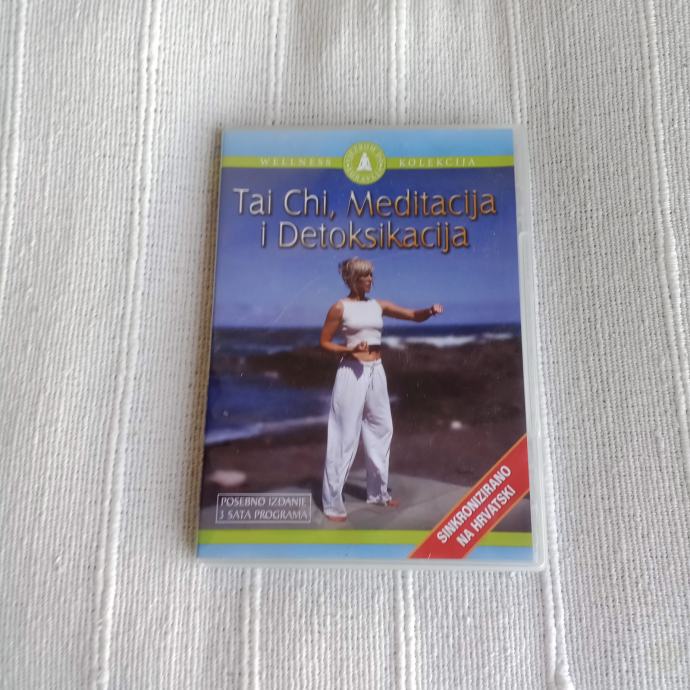 WELLNESS KOLEKCIJA
Tai Chi, Meditacija
i Detoksikacija
POSEBNO IZDANJE
3 SATA PROGRAMA
SINKRONIZIRANO
NA HRVATSKI